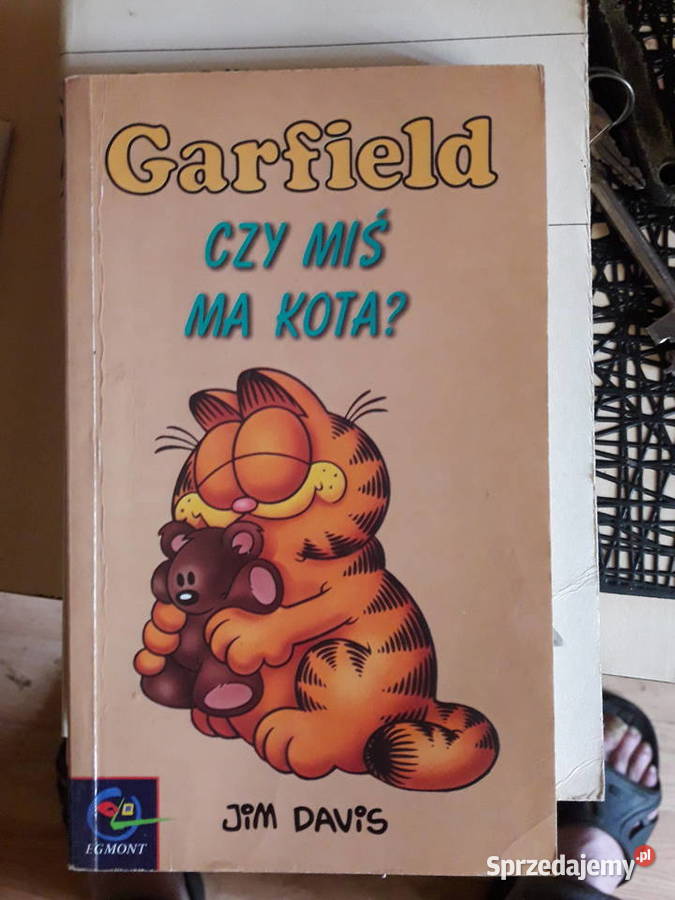 Garfield
CZY MIŚ
MA KOTA?
JIM DAVIS
EGMONT
Sprzedajemy.pl